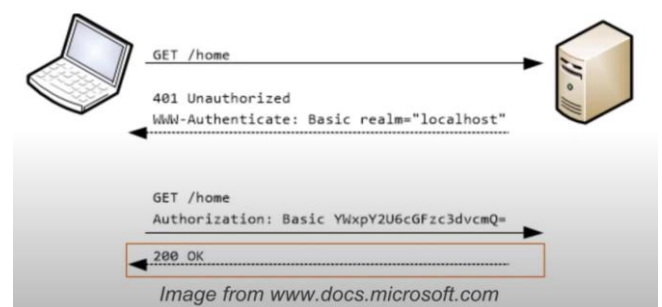 GET /home
401 Unauthorized
WWW-Authenticate: Basic realm="localhost"
GET /home
Authorization: Basic YWxpY2U6cGFzc3dvcmQ=
200 OK
Image from www.docs.microsoft.com